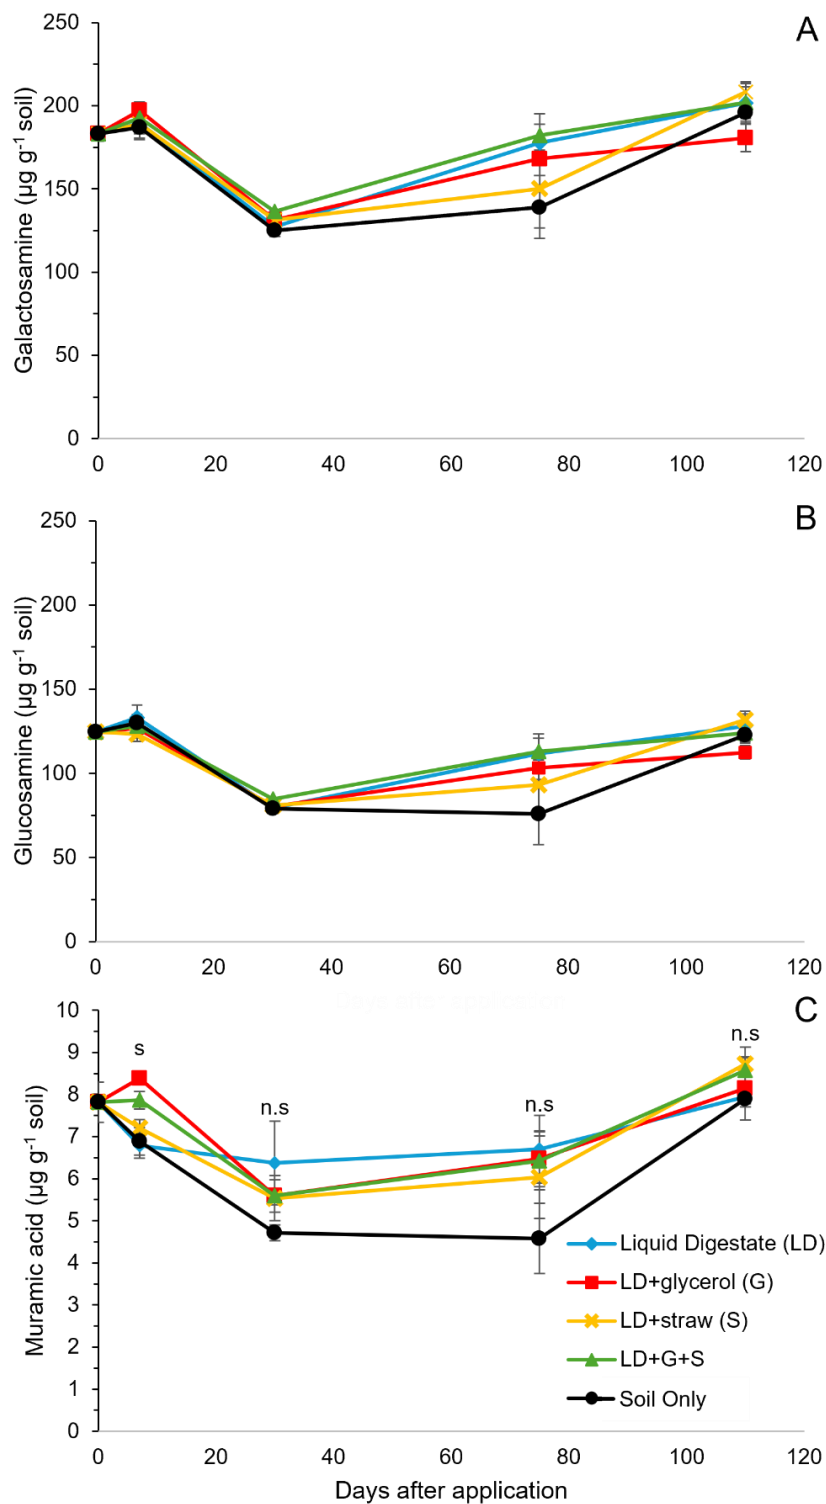 A
Galactosamine (µg g⁻¹ soil)
250
200
150
100
50
0
0 20 40 60 80 100 120
B
Glucosamine (µg g⁻¹ soil)
250
200
150
100
50
0
0 20 40 60 80 100 120
C
Muramic acid (µg g⁻¹ soil)
10
9
8
7
6
5
4
3
2
1
0
s
n.s
n.s
n.s
Liquid Digestate (LD)
LD+glycerol (G)
LD+straw (S)
LD+G+S
Soil Only
0 20 40 60 80 100 120
Days after application